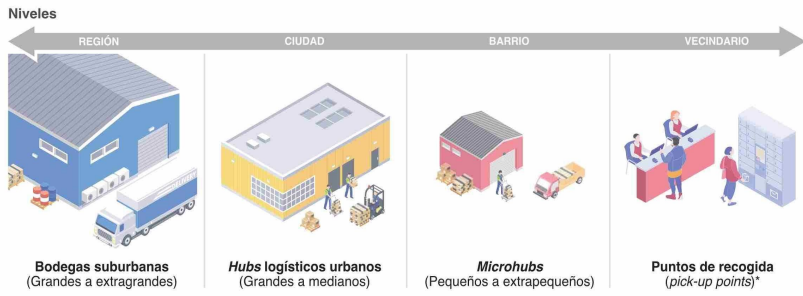 Niveles
REGIÓN
CIUDAD
BARRIO
VECINDARIO
Bodegas suburbanas
(Grandes a extragrandes)
Hubs logísticos urbanos
(Grandes a medianos)
Microhubs
(Pequeños a extrapequeños)
Puntos de recogida
(pick-up points)*